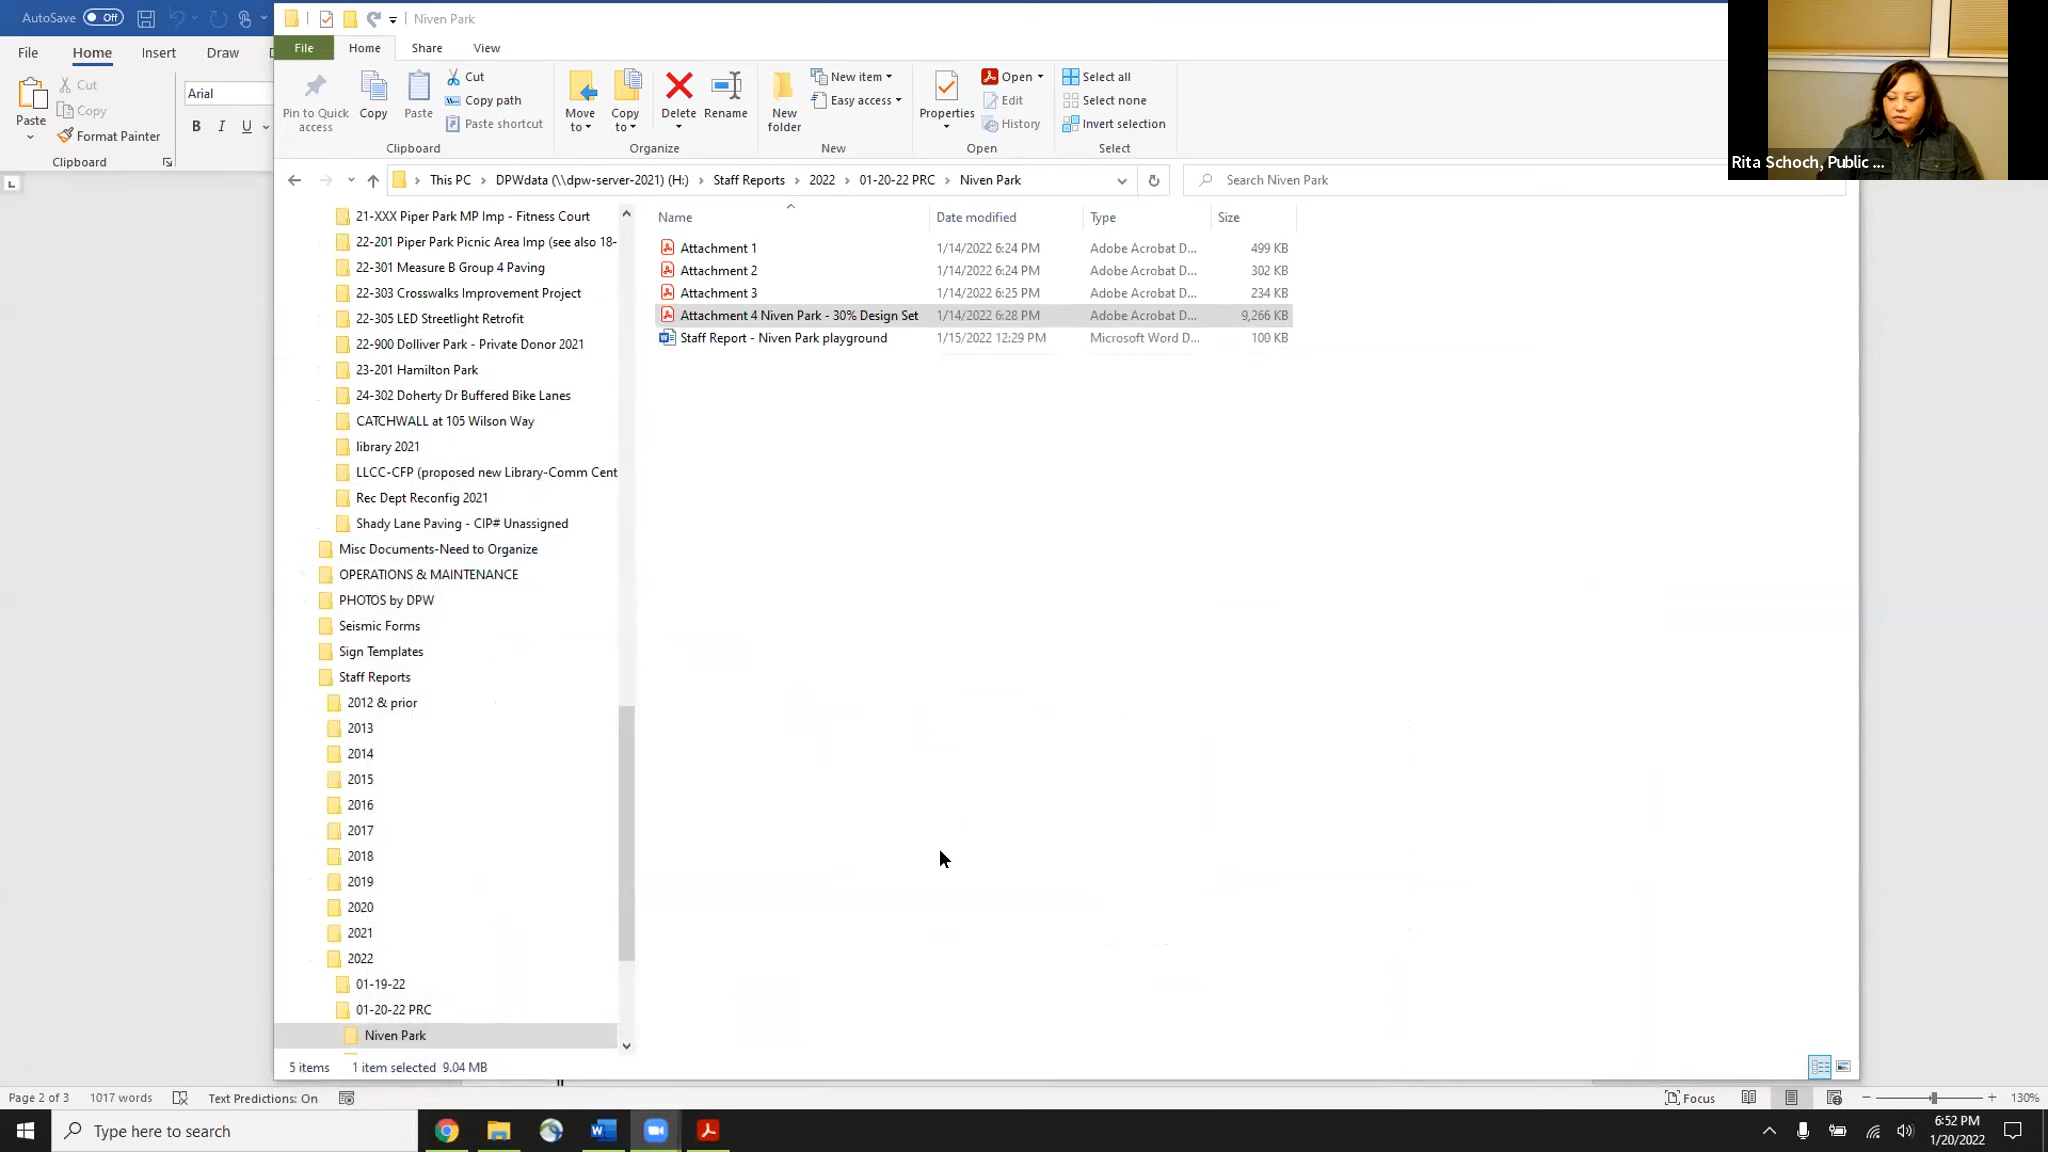 AutoSave Off
Niven Park
File Home Insert Draw
File Home Share View
Paste
Cut
Copy
Format Painter
Clipboard
Arial
B I U
Pin to Quick access
Copy
Paste
Cut
Copy path
Paste shortcut
Clipboard
Move to
Copy to
Delete
Rename
Organize
New folder
New item
Easy access
New
Properties
Open
Edit
History
Open
Select all
Select none
Invert selection
Select
Rita Schoch, Public ...
This PC > DPWdata (\\dpw-server-2021) (H:) > Staff Reports > 2022 > 01-20-22 PRC > Niven Park
Search Niven Park
Name Date modified Type Size
Attachment 1 1/14/2022 6:24 PM Adobe Acrobat D... 499 KB
Attachment 2 1/14/2022 6:24 PM Adobe Acrobat D... 302 KB
Attachment 3 1/14/2022 6:25 PM Adobe Acrobat D... 234 KB
Attachment 4 Niven Park - 30% Design Set 1/14/2022 6:28 PM Adobe Acrobat D... 9,266 KB
Staff Report - Niven Park playground 1/15/2022 12:29 PM Microsoft Word D... 100 KB
21-XXX Piper Park MP Imp - Fitness Court
22-201 Piper Park Picnic Area Imp (see also 18-
22-301 Measure B Group 4 Paving
22-303 Crosswalks Improvement Project
22-305 LED Streetlight Retrofit
22-900 Dolliver Park - Private Donor 2021
23-201 Hamilton Park
24-302 Doherty Dr Buffered Bike Lanes
CATCHWALL at 105 Wilson Way
library 2021
LLCC-CFP (proposed new Library-Comm Cent
Rec Dept Reconfig 2021
Shady Lane Paving - CIP# Unassigned
Misc Documents-Need to Organize
OPERATIONS & MAINTENANCE
PHOTOS by DPW
Seismic Forms
Sign Templates
Staff Reports
2012 & prior
2013
2014
2015
2016
2017
2018
2019
2020
2021
2022
01-19-22
01-20-22 PRC
Niven Park
5 items 1 item selected 9.04 MB
Page 2 of 3 1017 words Text Predictions: On Focus 130%
Type here to search
6:52 PM
1/20/2022